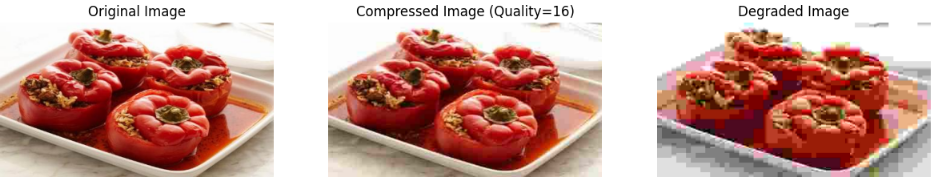 Original Image
Compressed Image (Quality=16)
Degraded Image